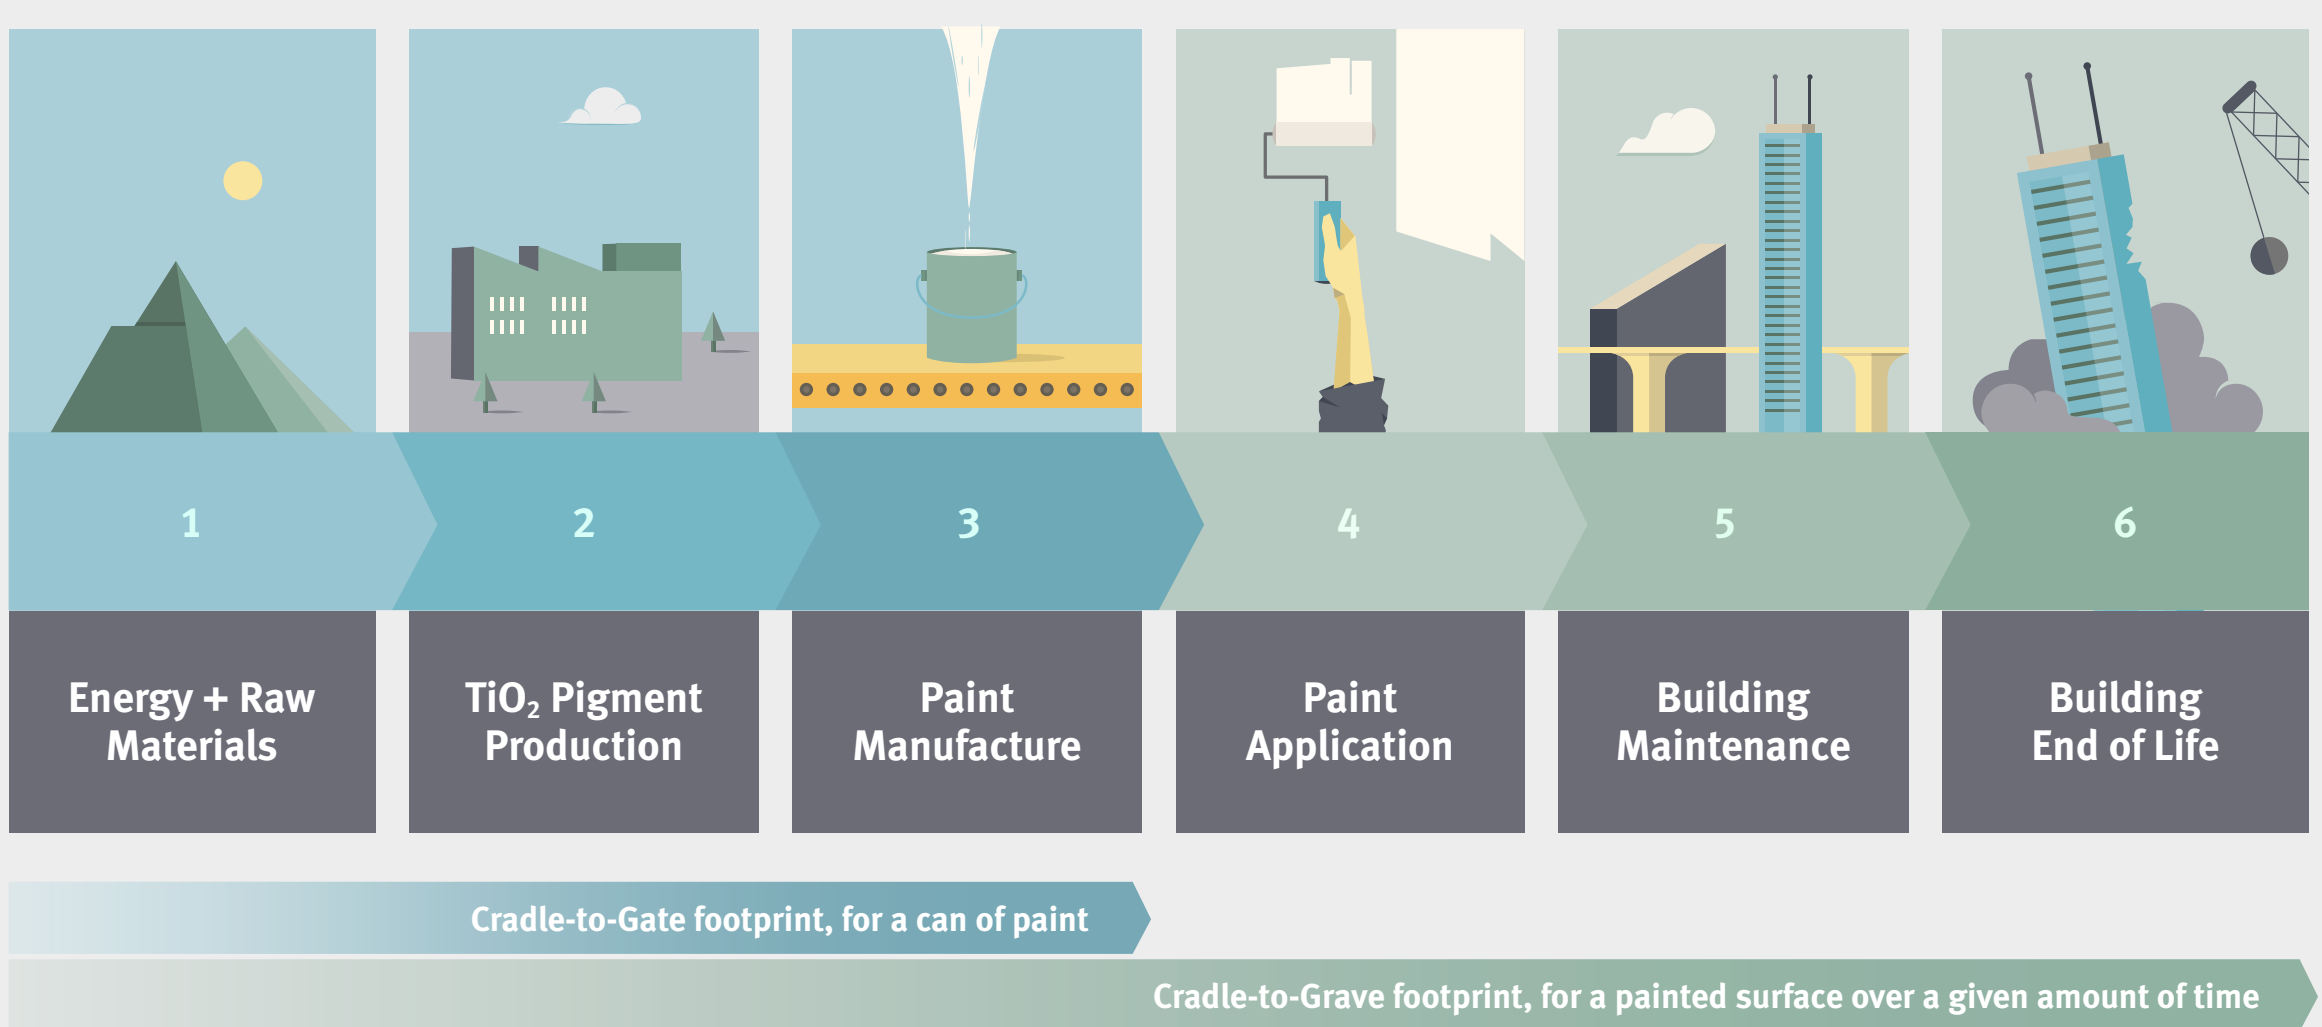 1
2
3
4
5
6
Energy + Raw
Materials
TiO₂ Pigment
Production
Paint
Manufacture
Paint
Application
Building
Maintenance
Building
End of Life
Cradle-to-Gate footprint, for a can of paint
Cradle-to-Grave footprint, for a painted surface over a given amount of time